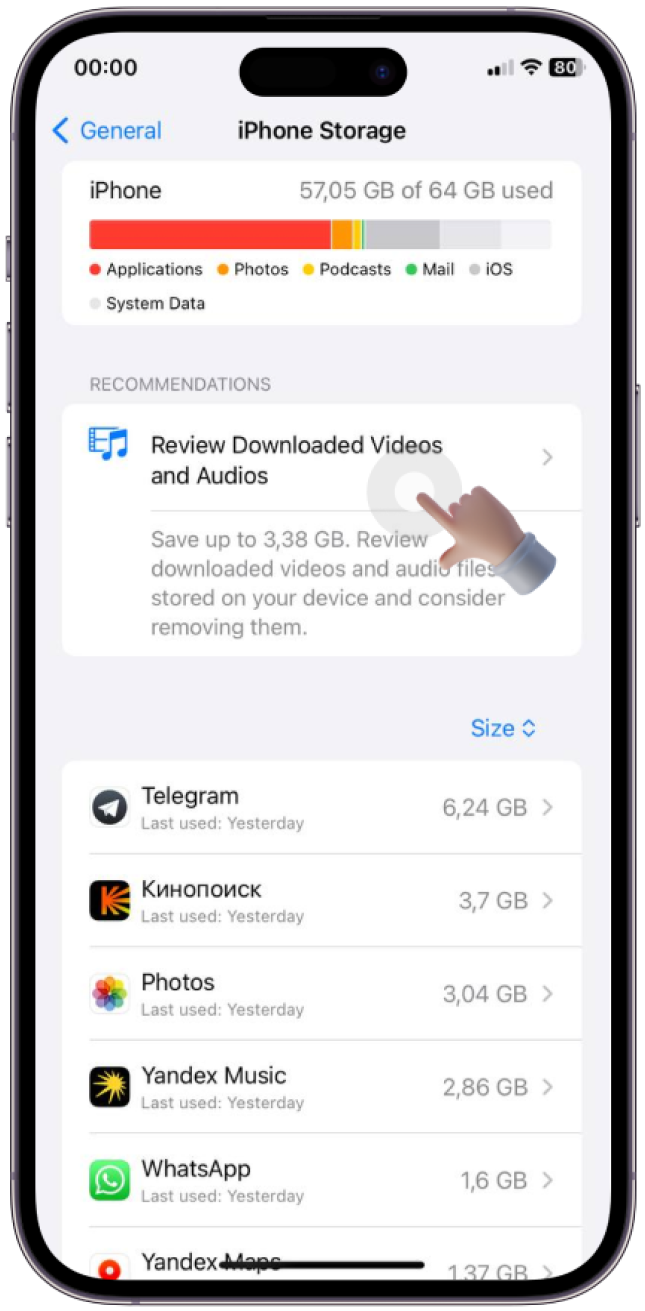 00:00
80
General
iPhone Storage
iPhone
57,05 GB of 64 GB used
Applications
Photos
Podcasts
Mail
iOS
System Data
RECOMMENDATIONS
Review Downloaded Videos
and Audios
Save up to 3,38 GB. Review
downloaded videos and audio files
stored on your device and consider
removing them.
Size
Telegram
6,24 GB
Last used: Yesterday
Кинопоиск
3,7 GB
Last used: Yesterday
Photos
3,04 GB
Last used: Yesterday
Yandex Music
2,86 GB
Last used: Yesterday
WhatsApp
1,6 GB
Last used: Yesterday
Yandex Maps
1,37 GB